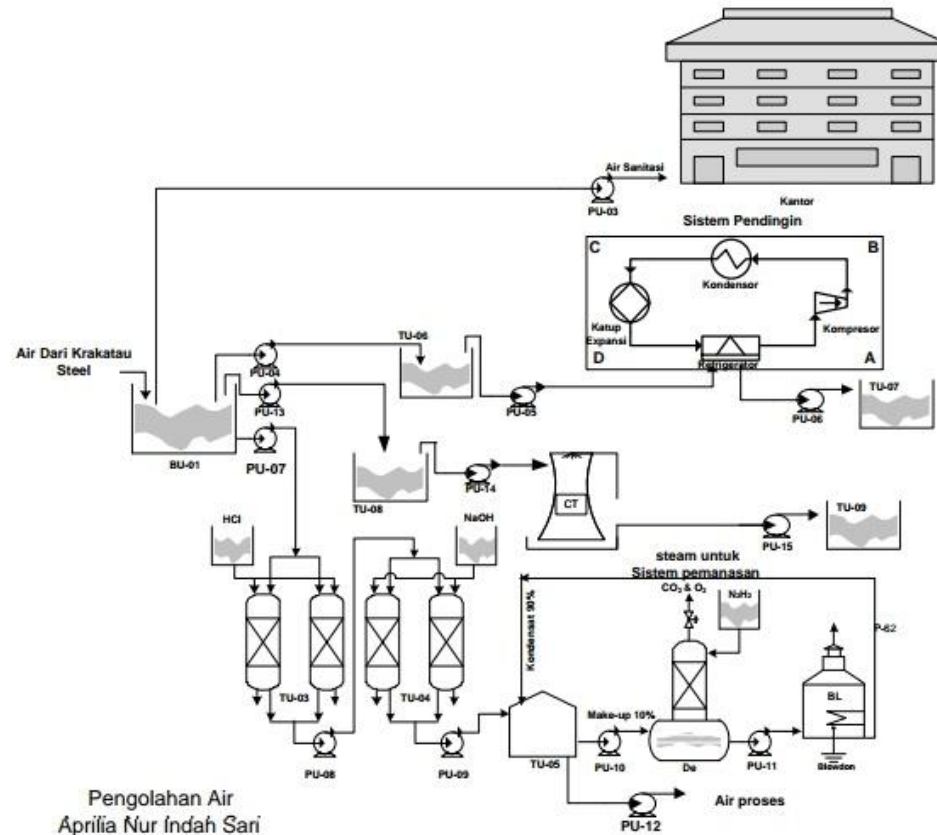 Air Sanitasi
PU-03
Kantor
Sistem Pendingin
C
B
Kondensor
Katup
Expansi
Kompresor
D
A
Refrigerator
TU-06
Air Dari Krakatau
Steel
PU-04
PU-13
PU-05
PU-06
TU-07
BU-01
PU-07
TU-08
PU-14
CT
PU-15
TU-09
HCl
NaOH
steam untuk
Sistem pemanasan
CO2 & O2
Kondensat 90%
P-62
BL
TU-03
TU-04
Make-up 10%
TU-05
PU-10
De
PU-11
Blowdon
PU-08
PU-09
Air proses
PU-12
Pengolahan Air
Aprilia Nur Indah Sari